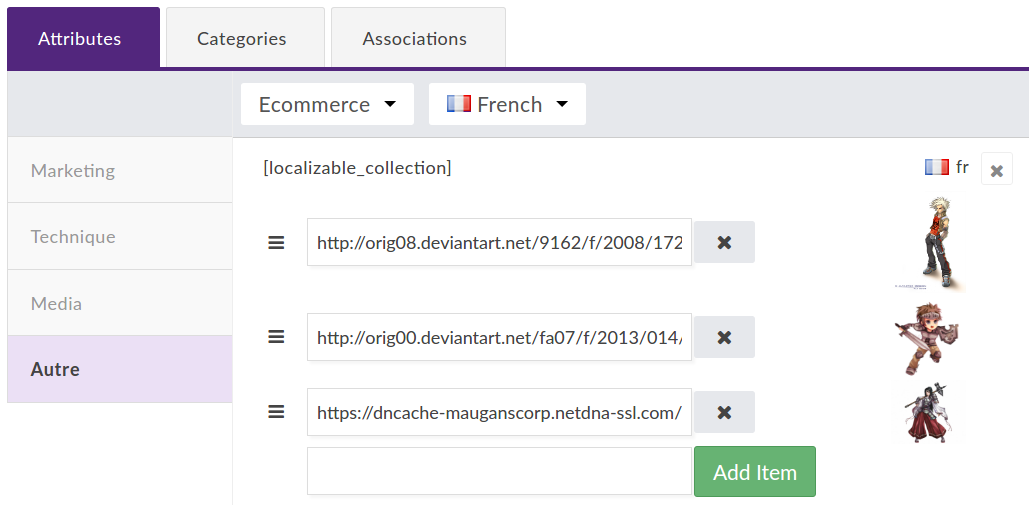 Attributes
Categories
Associations
Ecommerce
French
[localizable_collection]
fr
Marketing
Technique
Media
Autre
http://orig08.deviantart.net/9162/f/2008/172
http://orig00.deviantart.net/fa07/f/2013/014/
https://dncache-mauganscorp.netdna-ssl.com/
Add Item